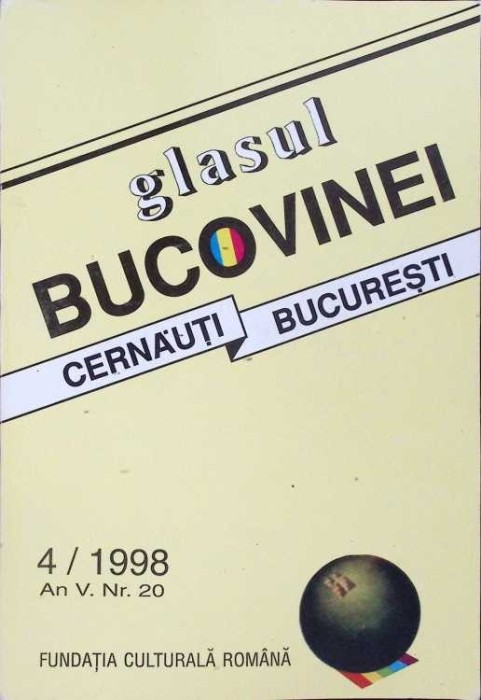 glasul
BUCOVINEI
CERNĂUȚI
BUCUREȘTI
4 / 1998
An V. Nr. 20
FUNDAȚIA CULTURALĂ ROMÂNĂ